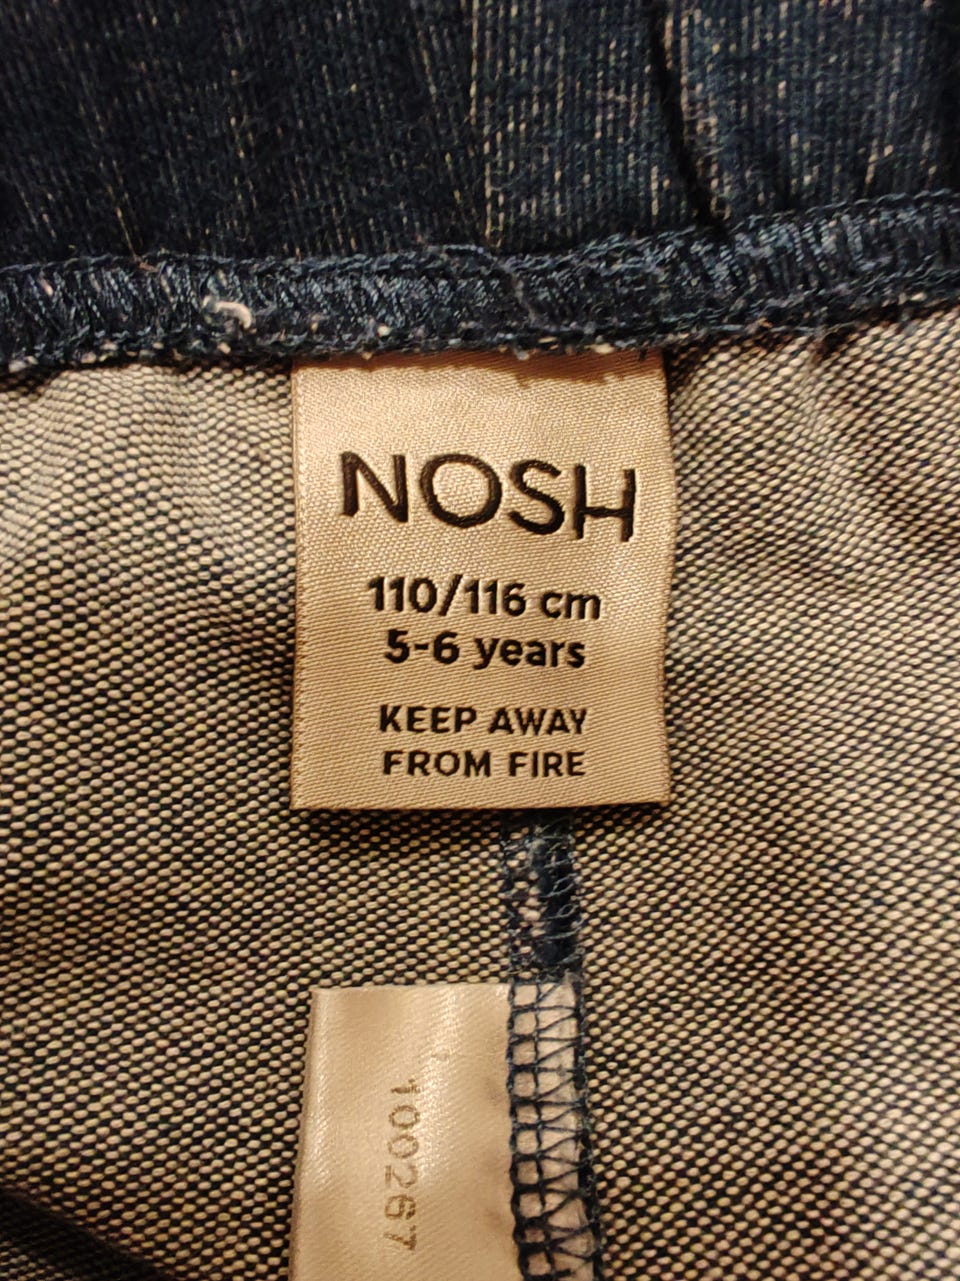 NOSH
110/116 cm
5-6 years
KEEP AWAY
FROM FIRE
100267